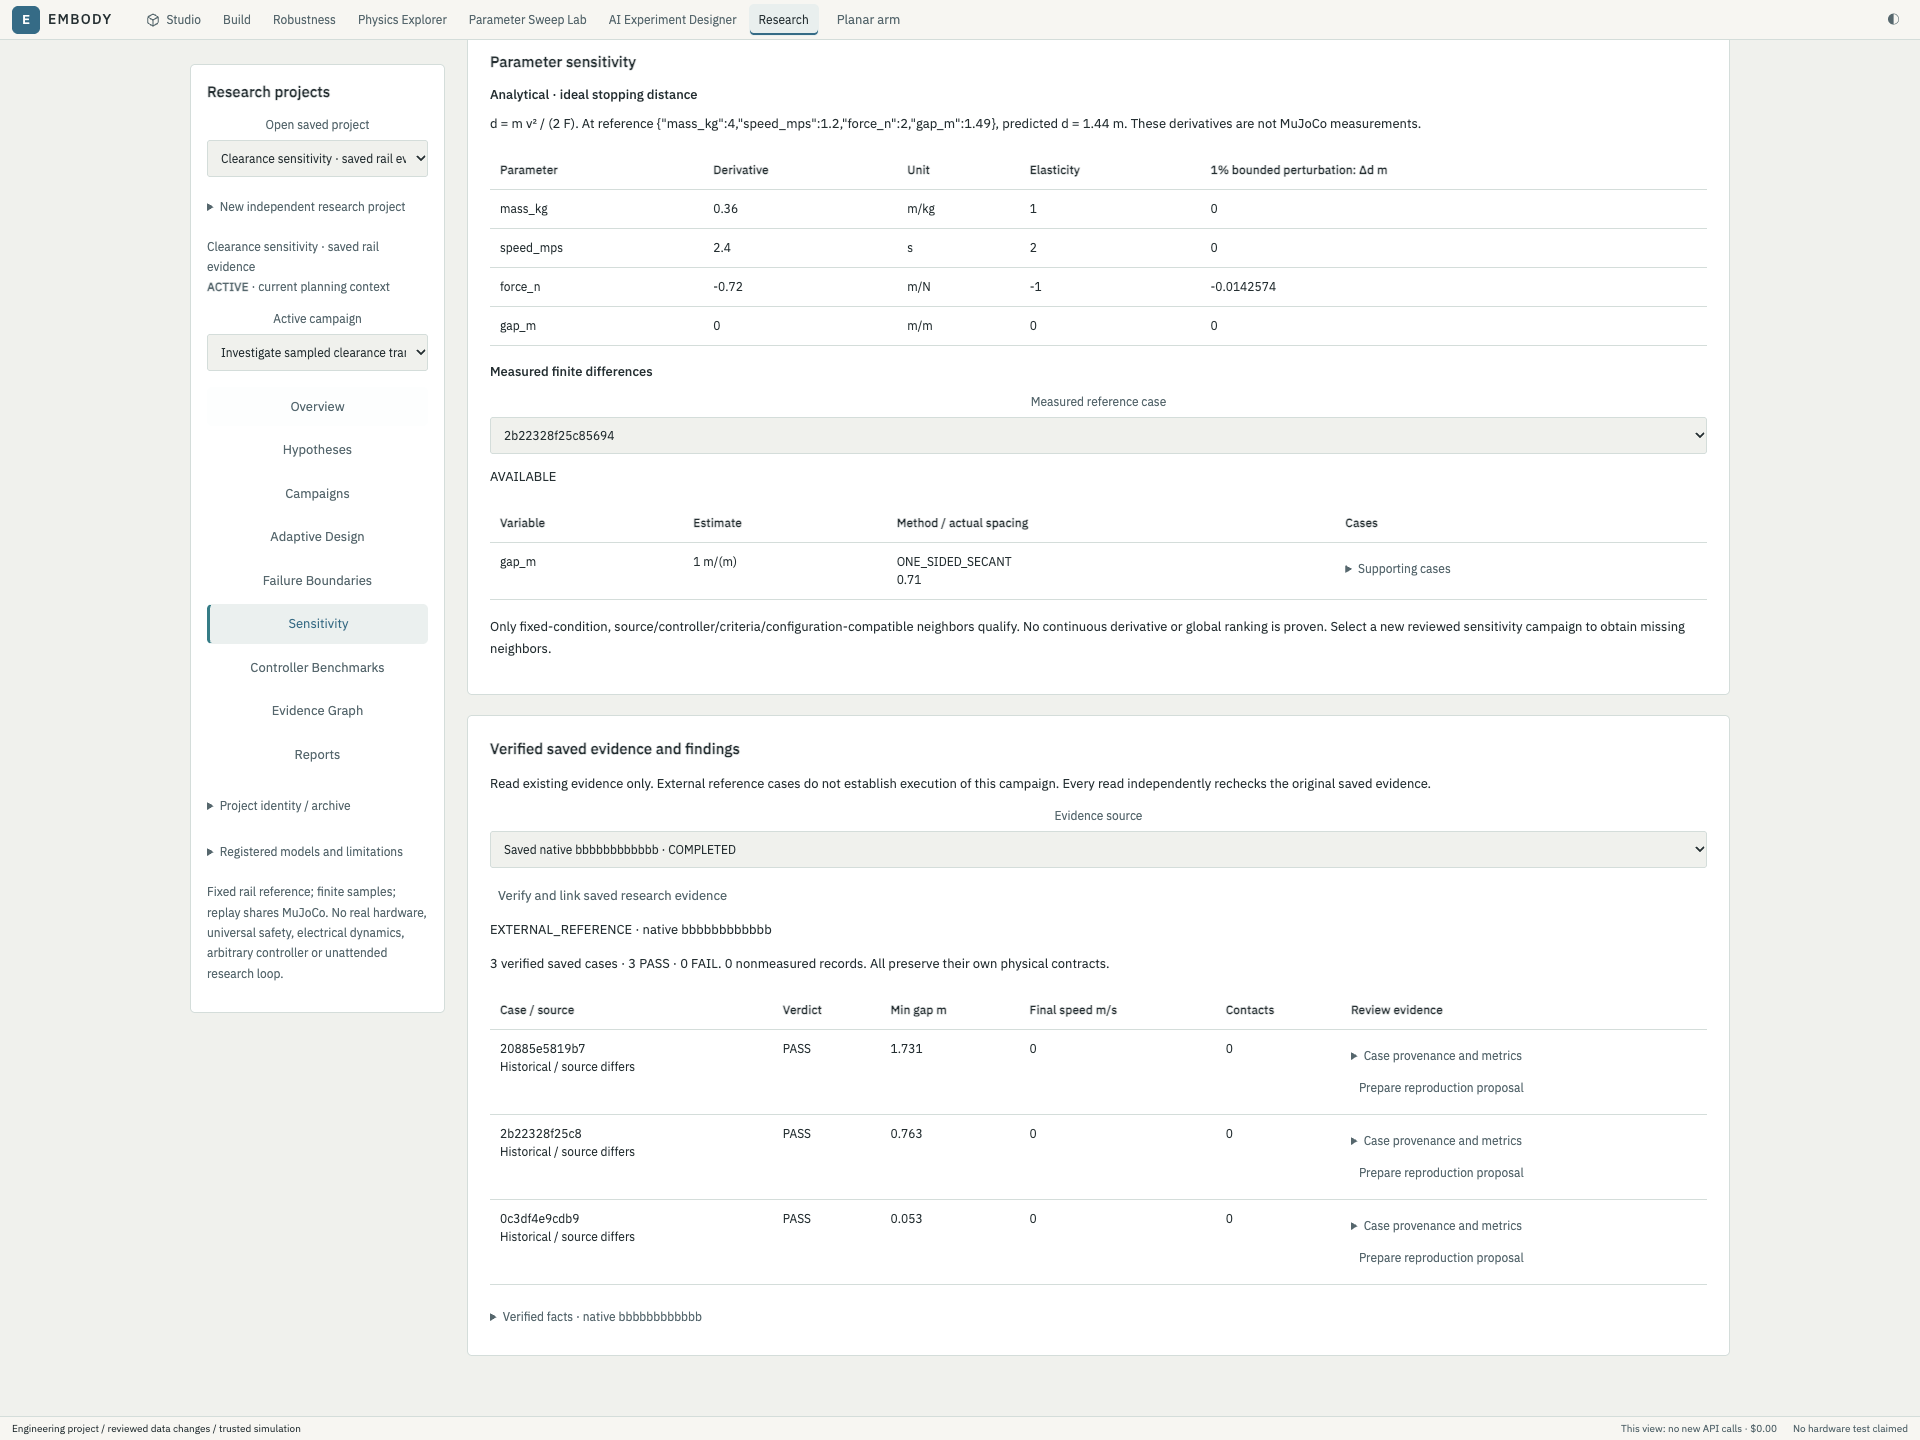 E EMBODY Studio Build Robustness Physics Explorer Parameter Sweep Lab AI Experiment Designer Research Planar arm
Research projects
Open saved project
Clearance sensitivity · saved rail ev
▶ New independent research project
Clearance sensitivity · saved rail
evidence
ACTIVE · current planning context
Active campaign
Investigate sampled clearance tra
Overview
Hypotheses
Campaigns
Adaptive Design
Failure Boundaries
Sensitivity
Controller Benchmarks
Evidence Graph
Reports
▶ Project identity / archive
▶ Registered models and limitations
Fixed rail reference; finite samples;
replay shares MuJoCo. No real hardware,
universal safety, electrical dynamics,
arbitrary controller or unattended
research loop.
Parameter sensitivity
Analytical · ideal stopping distance
d = m v² / (2 F). At reference {"mass_kg":4,"speed_mps":1.2,"force_n":2,"gap_m":1.49}, predicted d = 1.44 m. These derivatives are not MuJoCo measurements.
Parameter Derivative Unit Elasticity 1% bounded perturbation: Δd m
mass_kg 0.36 m/kg 1 0
speed_mps 2.4 s 2 0
force_n -0.72 m/N -1 -0.0142574
gap_m 0 m/m 0 0
Measured finite differences
Measured reference case
2b22328f25c85694
AVAILABLE
Variable Estimate Method / actual spacing Cases
gap_m 1 m/(m) ONE_SIDED_SECANT ▶ Supporting cases
0.71
Only fixed-condition, source/controller/criteria/configuration-compatible neighbors qualify. No continuous derivative or global ranking is proven. Select a new reviewed sensitivity campaign to obtain missing
neighbors.
Verified saved evidence and findings
Read existing evidence only. External reference cases do not establish execution of this campaign. Every read independently rechecks the original saved evidence.
Evidence source
Saved native bbbbbbbbbbbb · COMPLETED
Verify and link saved research evidence
EXTERNAL_REFERENCE · native bbbbbbbbbbbb
3 verified saved cases · 3 PASS · 0 FAIL. 0 nonmeasured records. All preserve their own physical contracts.
Case / source Verdict Min gap m Final speed m/s Contacts Review evidence
20885e5819b7 PASS 1.731 0 0 ▶ Case provenance and metrics
Historical / source differs
Prepare reproduction proposal
2b22328f25c8 PASS 0.763 0 0 ▶ Case provenance and metrics
Historical / source differs
Prepare reproduction proposal
0c3df4e9cdb9 PASS 0.053 0 0 ▶ Case provenance and metrics
Historical / source differs
Prepare reproduction proposal
▶ Verified facts · native bbbbbbbbbbbb
Engineering project / reviewed data changes / trusted simulation
This view: no new API calls · $0.00 No hardware test claimed